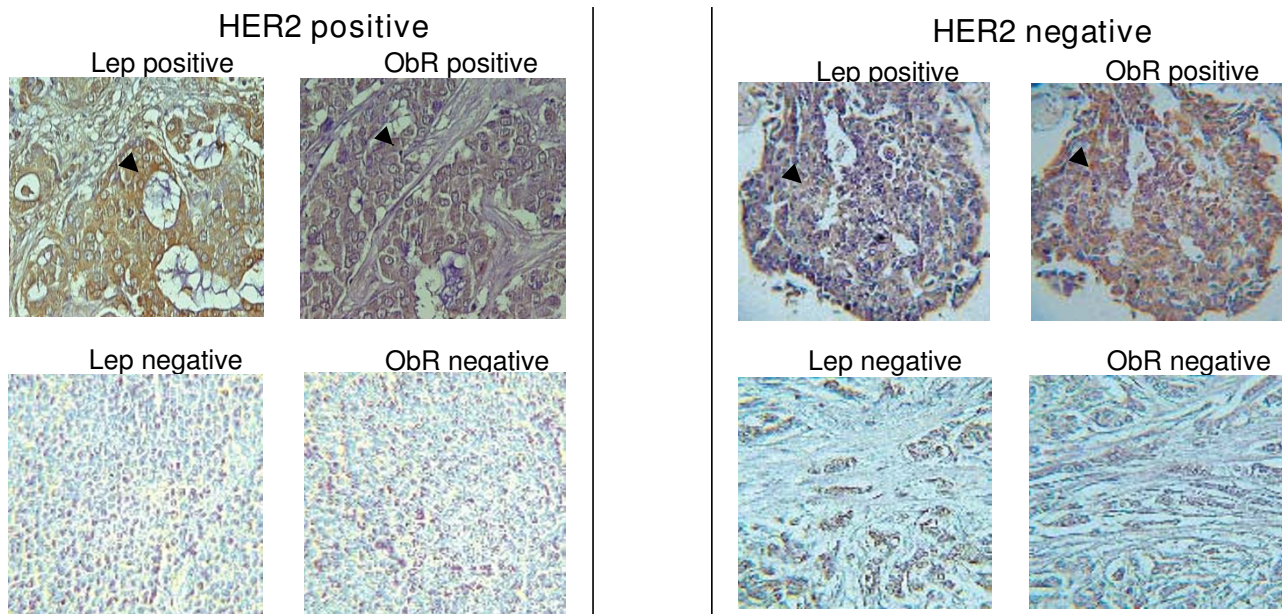 HER2 positive
Lep positive
ObR positive
Lep negative
ObR negative
HER2 negative
Lep positive
ObR positive
Lep negative
ObR negative